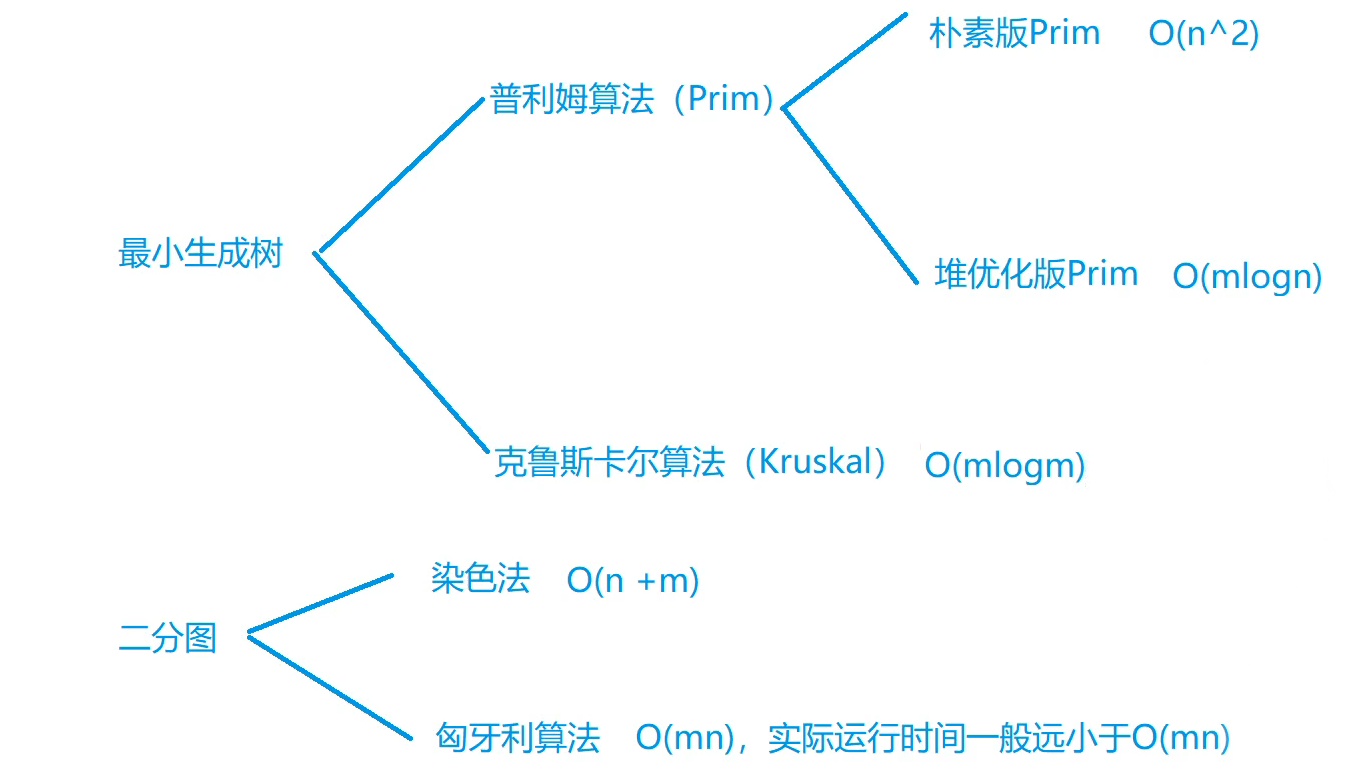 朴素版Prim O(n^2)
普利姆算法（Prim）
最小生成树
堆优化版Prim O(mlogn)
克鲁斯卡尔算法（Kruskal） O(mlogm)
染色法 O(n +m)
二分图
匈牙利算法 O(mn)，实际运行时间一般远小于O(mn)